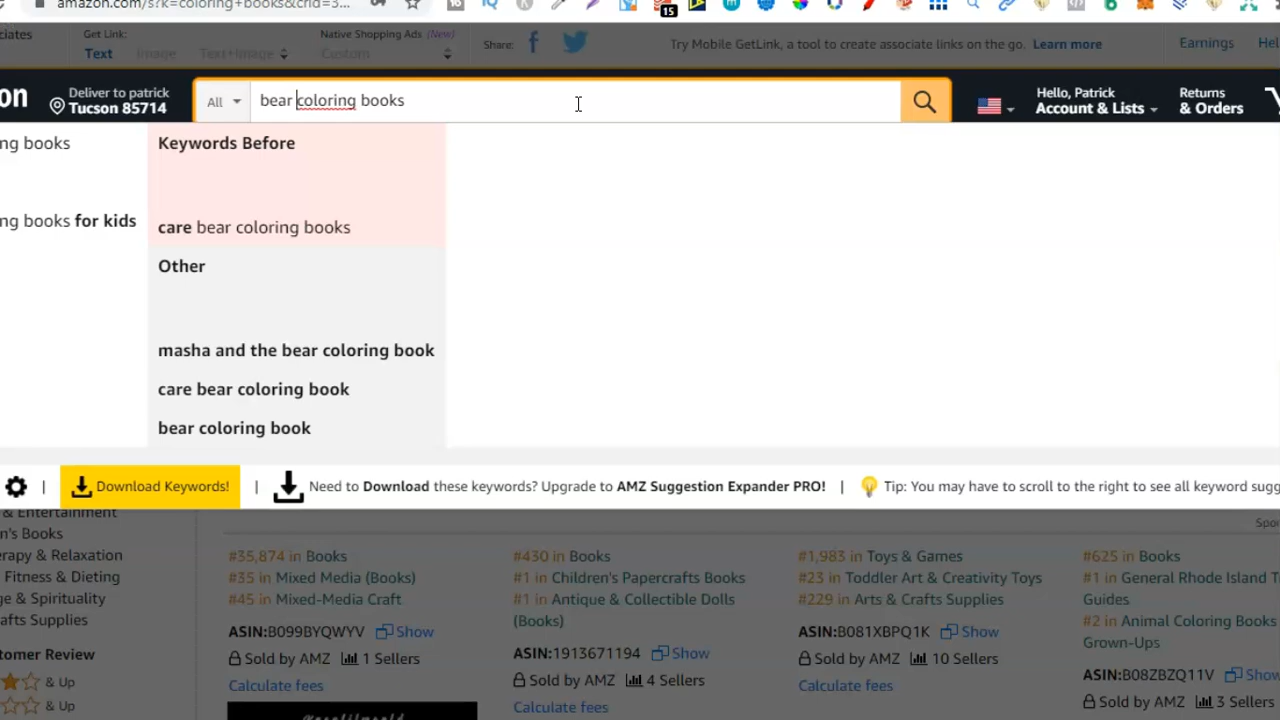 amazon.com/s?k=coloring+books&crid=3...
15
ciates
Get Link:
Text Image Text+Image
Native Shopping Ads (New)
Custom
Share:
Try Mobile GetLink, a tool to create associate links on the go. Learn more
Earnings Hel
on
Deliver to patrick
Tucson 85714
All
bear coloring books
Hello, Patrick
Account & Lists
Returns
& Orders
ng books
Keywords Before
ng books for kids
care bear coloring books
Other
masha and the bear coloring book
care bear coloring book
bear coloring book
| Download Keywords! | Need to Download these keywords? Upgrade to AMZ Suggestion Expander PRO! | Tip: You may have to scroll to the right to see all keyword sugg
& Entertainment
n's Books
erapy & Relaxation
Fitness & Dieting
ge & Spirituality
afts Supplies
tomer Review
& Up
& Up
Spor
#35,874 in Books
#35 in Mixed Media (Books)
#45 in Mixed-Media Craft
ASIN:B099BYQWYV Show
Sold by AMZ 1 Sellers
Calculate fees
#430 in Books
#1 in Children's Papercrafts Books
#1 in Antique & Collectible Dolls
(Books)
ASIN:1913671194 Show
Sold by AMZ 4 Sellers
Calculate fees
#1,983 in Toys & Games
#23 in Toddler Art & Creativity Toys
#229 in Arts & Crafts Supplies
ASIN:B081XBPQ1K Show
Sold by AMZ 10 Sellers
Calculate fees
#625 in Books
#1 in General Rhode Island T
Guides
#2 in Animal Coloring Books
Grown-Ups
ASIN:B08ZBZQ11V Show
Sold by AMZ 3 Sellers